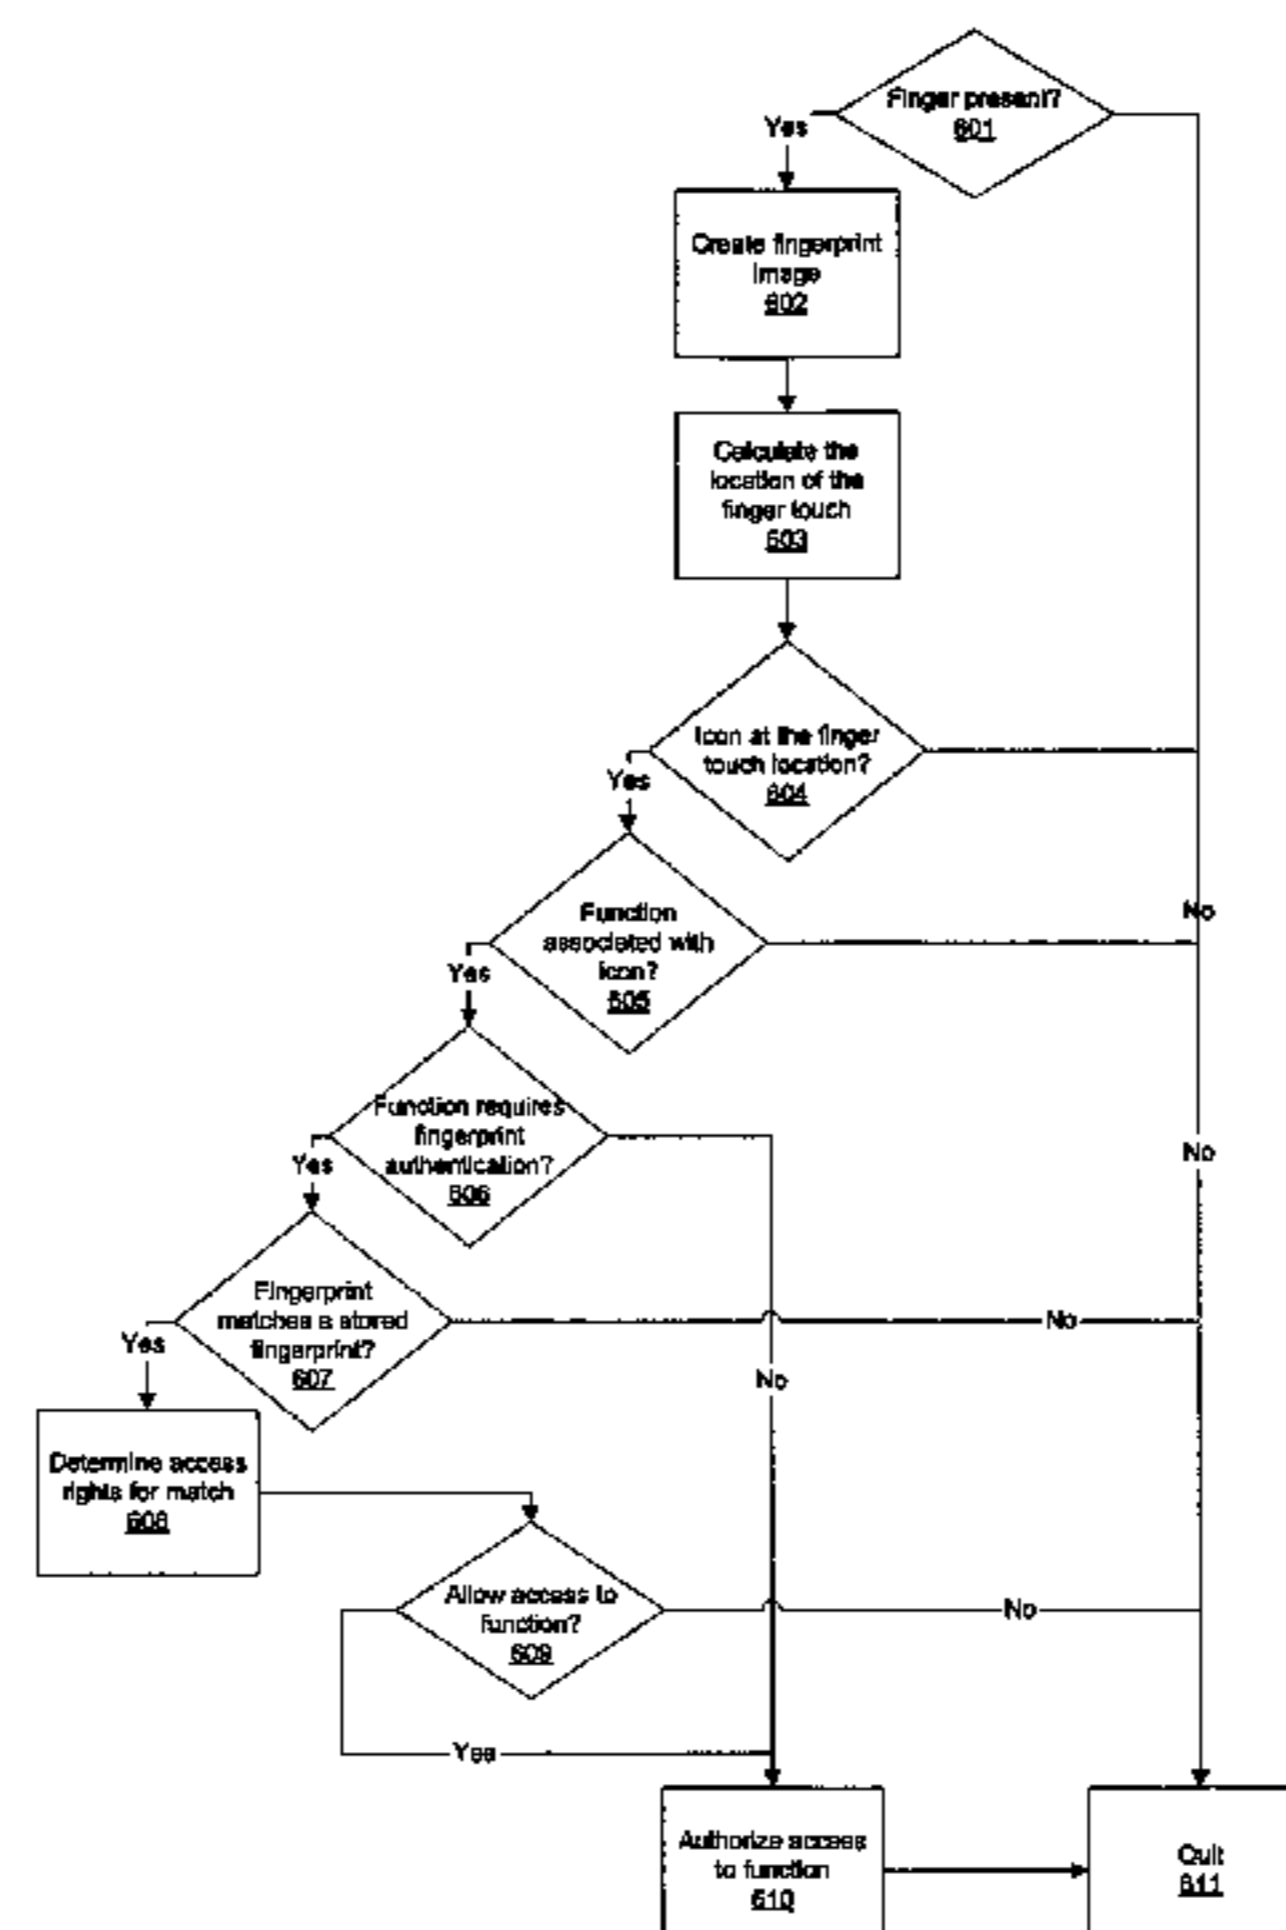 Finger present?
601
Yes
Create fingerprint
image
602
Calculate the
location of the
finger touch
603
Icon at the finger
touch location?
604
Yes
Function
associated with
icon?
605
No
Yes
Function requires
fingerprint
authentication?
606
No
Yes
Fingerprint
matches a stored
fingerprint?
607
No
Yes
No
Determine access
rights for match
608
Allow access to
function?
609
No
Yes
Authorize access
to function
610
Quit
611